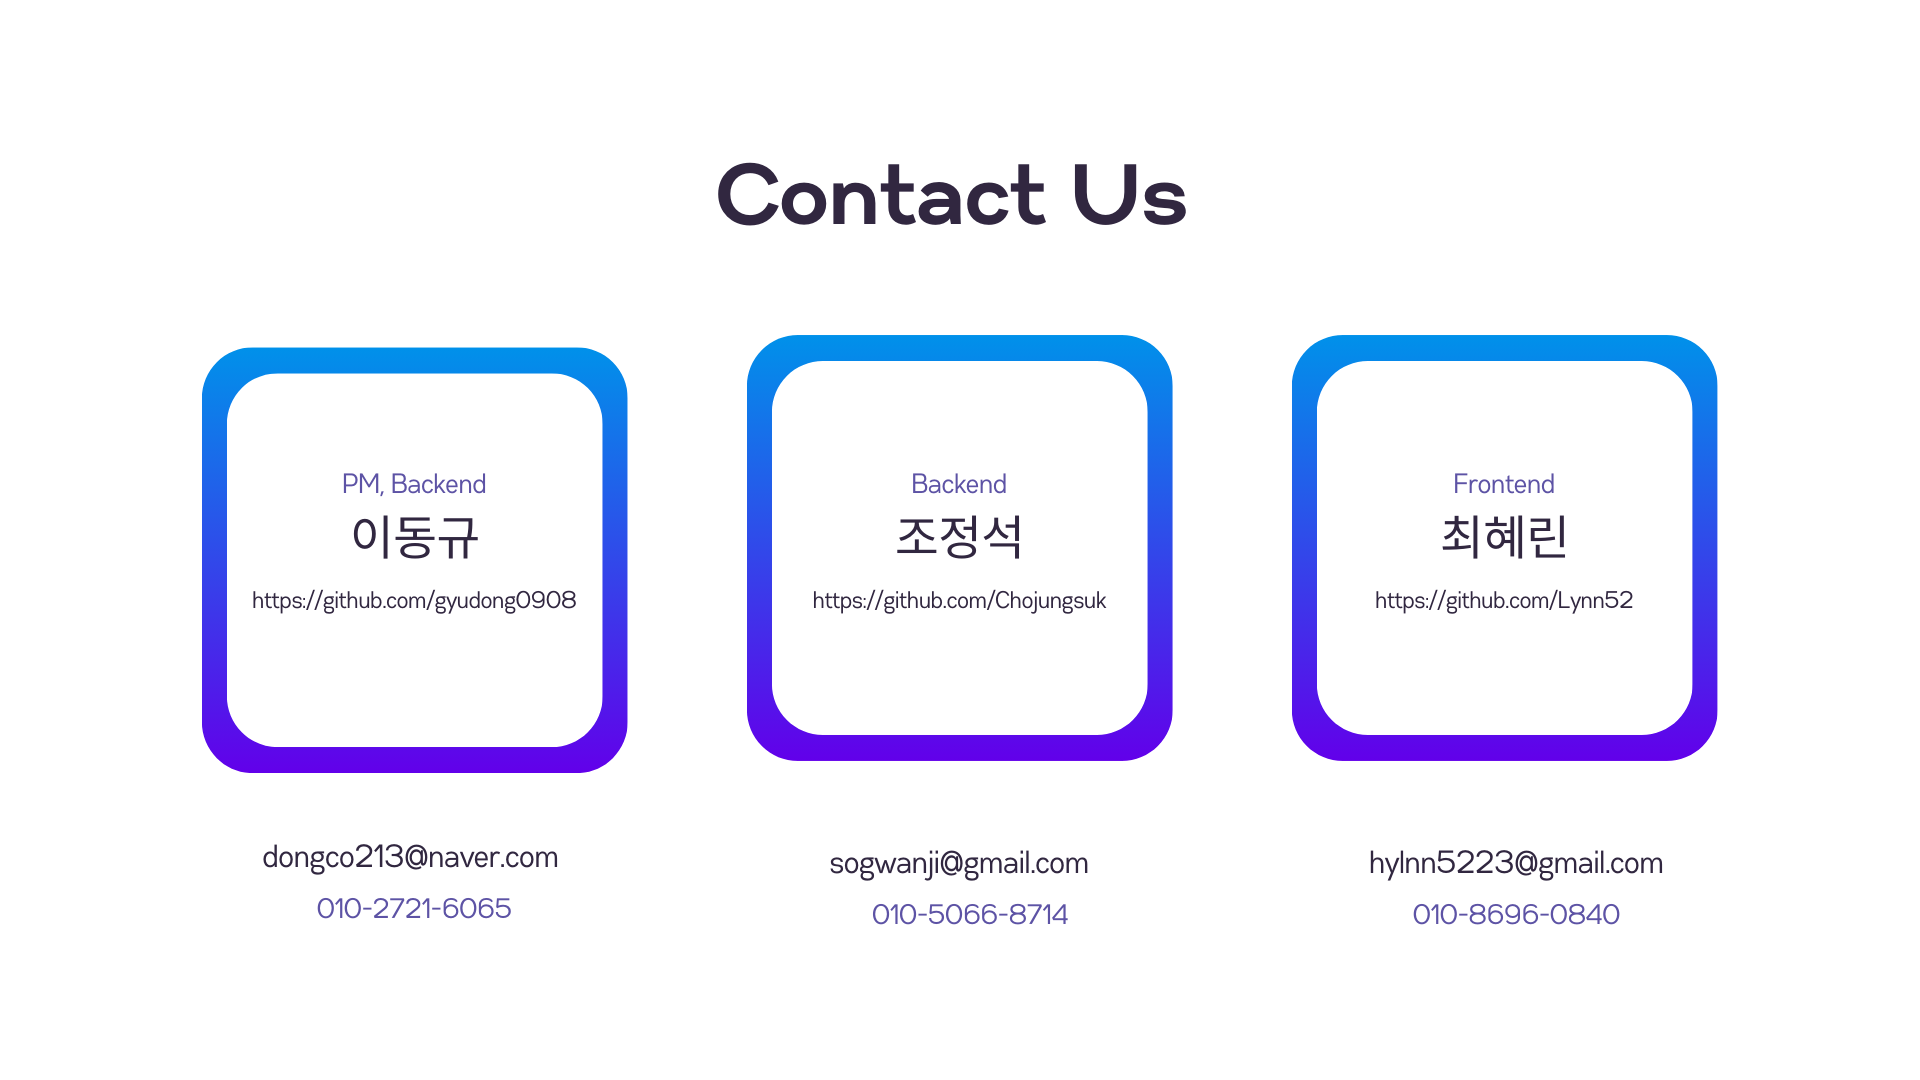 Contact Us
PM, Backend
이동규
https://github.com/gyudong0908
dongco213@naver.com
010-2721-6065
Backend
조정석
https://github.com/Chojungsuk
sogwanji@gmail.com
010-5066-8714
Frontend
최혜린
https://github.com/Lynn52
hylnn5223@gmail.com
010-8696-0840